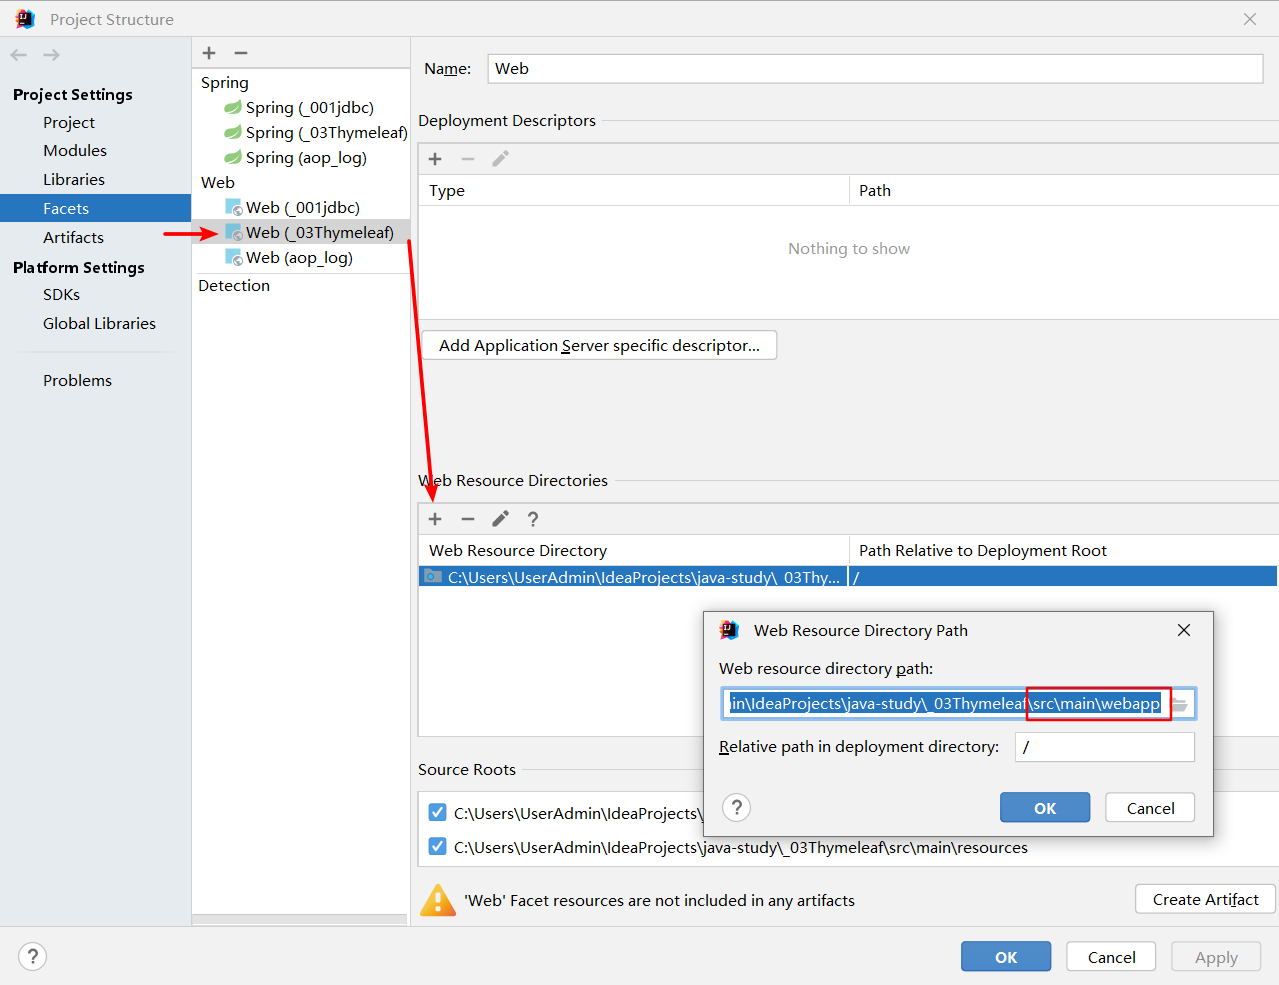 Project Structure
Project Settings
Project
Modules
Libraries
Facets
Artifacts
Platform Settings
SDKs
Global Libraries
Problems
Spring
Spring (_001jdbc)
Spring (_03Thymeleaf)
Spring (aop_log)
Web
Web (_001jdbc)
Web (_03Thymeleaf)
Web (aop_log)
Detection
Name: Web
Deployment Descriptors
Type Path
Nothing to show
Add Application Server specific descriptor...
Web Resource Directories
?
Web Resource Directory Path Relative to Deployment Root
C:\Users\UserAdmin\IdeaProjects\java-study\_03Thy... /
Web Resource Directory Path
Web resource directory path:
in\IdeaProjects\java-study\_03Thymeleaf\src\main\webapp
Relative path in deployment directory: /
? OK Cancel
Source Roots
C:\Users\UserAdmin\IdeaProjects\
C:\Users\UserAdmin\IdeaProjects\java-study\_03Thymeleaf\src\main\resources
'Web' Facet resources are not included in any artifacts Create Artifact
? OK Cancel Apply